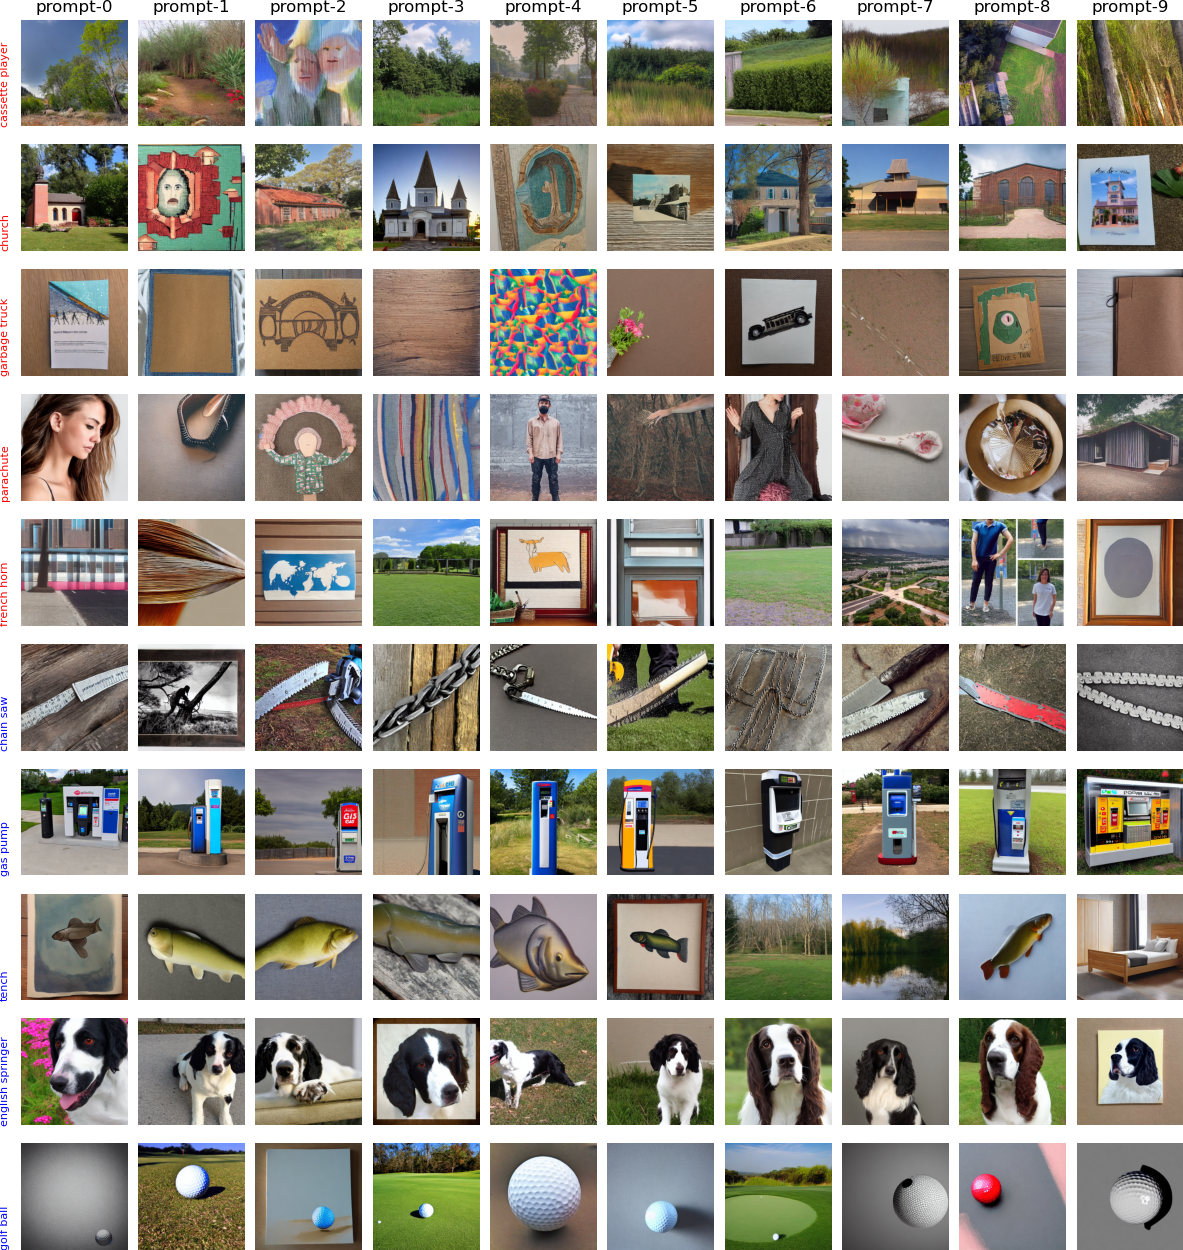 prompt-0 prompt-1 prompt-2 prompt-3 prompt-4 prompt-5 prompt-6 prompt-7 prompt-8 prompt-9
cassette player
church
garbage truck
parachute
french horn
chain saw
gas pump
tench
english springer
golf ball